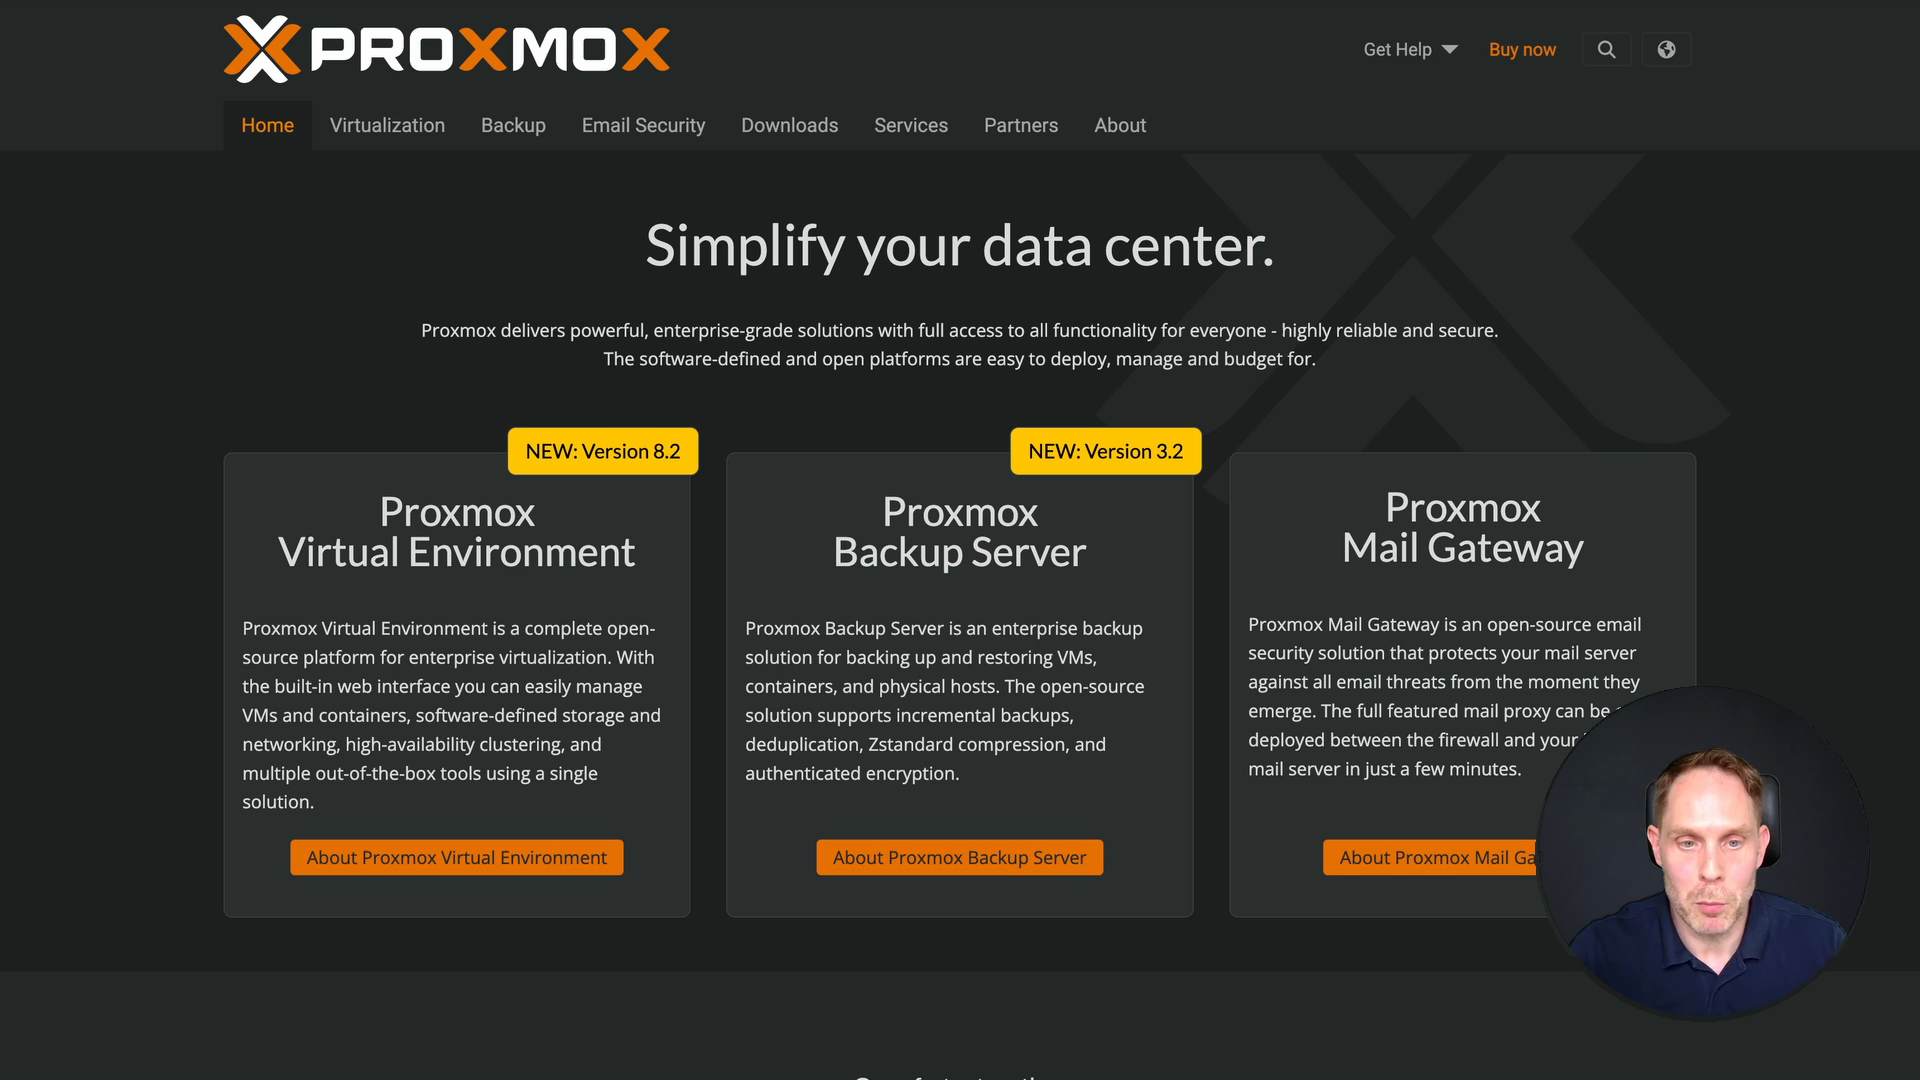 PROXMOX
Get Help
Buy now
Home
Virtualization
Backup
Email Security
Downloads
Services
Partners
About
Simplify your data center.
Proxmox delivers powerful, enterprise-grade solutions with full access to all functionality for everyone - highly reliable and secure.
The software-defined and open platforms are easy to deploy, manage and budget for.
NEW: Version 8.2
Proxmox
Virtual Environment
Proxmox Virtual Environment is a complete open-
source platform for enterprise virtualization. With
the built-in web interface you can easily manage
VMs and containers, software-defined storage and
networking, high-availability clustering, and
multiple out-of-the-box tools using a single
solution.
About Proxmox Virtual Environment
NEW: Version 3.2
Proxmox
Backup Server
Proxmox Backup Server is an enterprise backup
solution for backing up and restoring VMs,
containers, and physical hosts. The open-source
solution supports incremental backups,
deduplication, Zstandard compression, and
authenticated encryption.
About Proxmox Backup Server
Proxmox
Mail Gateway
Proxmox Mail Gateway is an open-source email
security solution that protects your mail server
against all email threats from the moment they
emerge. The full featured mail proxy can be
deployed between the firewall and your
mail server in just a few minutes.
About Proxmox Mail